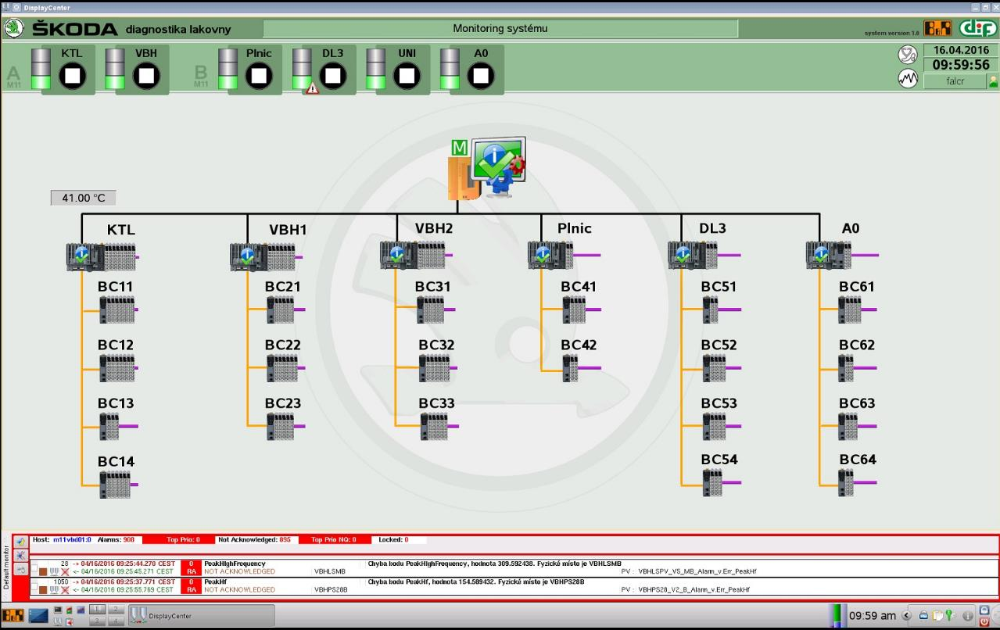 DisplayCenter
ŠKODA diagnostika lakovny Monitoring systému system version 1.0 B&R dif
KTL VBH Plnic DL3 UNI A0
A M11 B M11
16.04.2016
09:59:56
falcr
M
41.00 °C
KTL VBH1 VBH2 Plnic DL3 A0
BC11 BC21 BC31 BC41 BC51 BC61
BC12 BC22 BC32 BC42 BC52 BC62
BC13 BC23 BC33 BC53 BC63
BC14 BC54 BC64
Default monitor
Host: m11vbd01:0 Alarms: 908 Top Prio: 0 Not Acknowledged: 895 Top Prio NQ: 0 Locked: 0
28 -> 04/16/2016 09:25:44.270 CEST 0 PeakHighFrequency Chyba bodu PeakHighFrequency, hodnota 309.592438. Fyzické místo je VBHLSMB
<- 04/16/2016 09:25:45.271 CEST RA NOT ACKNOWLEDGED VBHLSMB PV : VBHLSPV_V5_MB_Alarm_v.Err_PeakHf
1050 -> 04/16/2016 09:25:37.771 CEST 0 PeakHf Chyba bodu PeakHf, hodnota 154.589432. Fyzické místo je VBHPS28B
<- 04/16/2016 09:25:55.769 CEST RA NOT ACKNOWLEDGED VBHPS28B PV : VBHPS28_V2_B_Alarm_v.Err_PeakHf
B&R 1 2 DisplayCenter 09:59 am
3 4